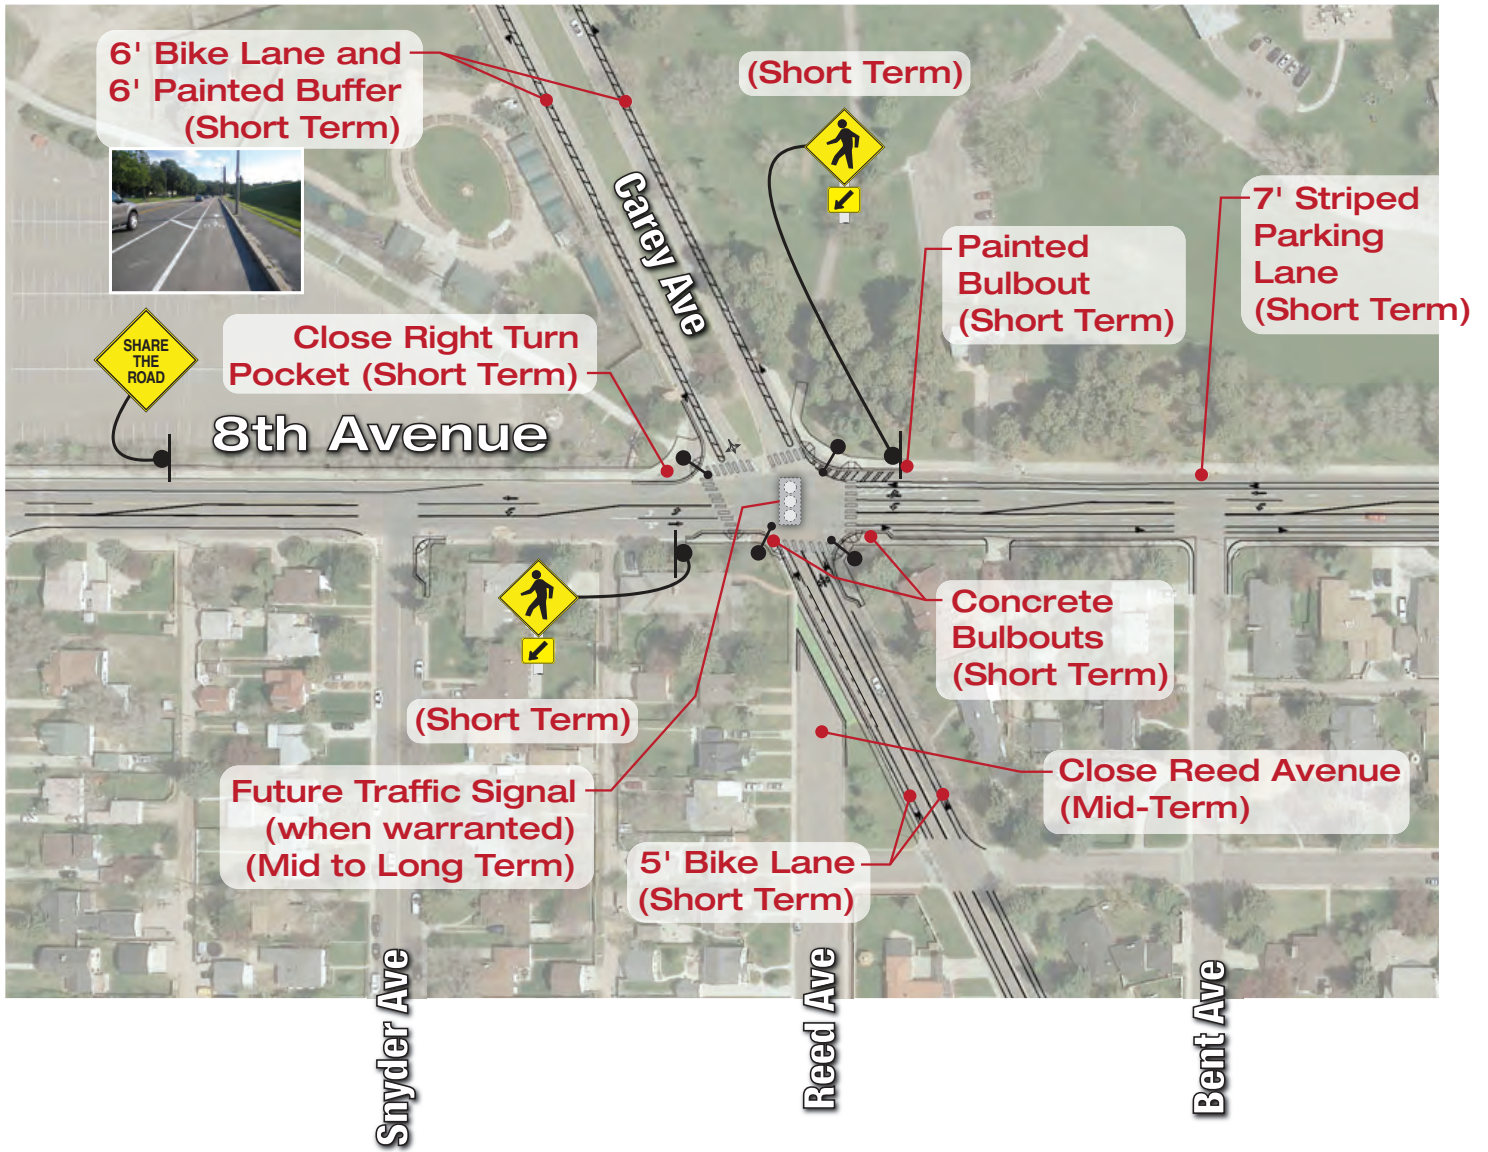 6' Bike Lane and
6' Painted Buffer
(Short Term)
(Short Term)
Carey Ave
7' Striped
Parking
Lane
(Short Term)
Painted
Bulbout
(Short Term)
SHARE
THE
ROAD
Close Right Turn
Pocket (Short Term)
8th Avenue
Concrete
Bulbouts
(Short Term)
(Short Term)
Future Traffic Signal
(when warranted)
(Mid to Long Term)
Close Reed Avenue
(Mid-Term)
5' Bike Lane
(Short Term)
Snyder Ave
Reed Ave
Bent Ave